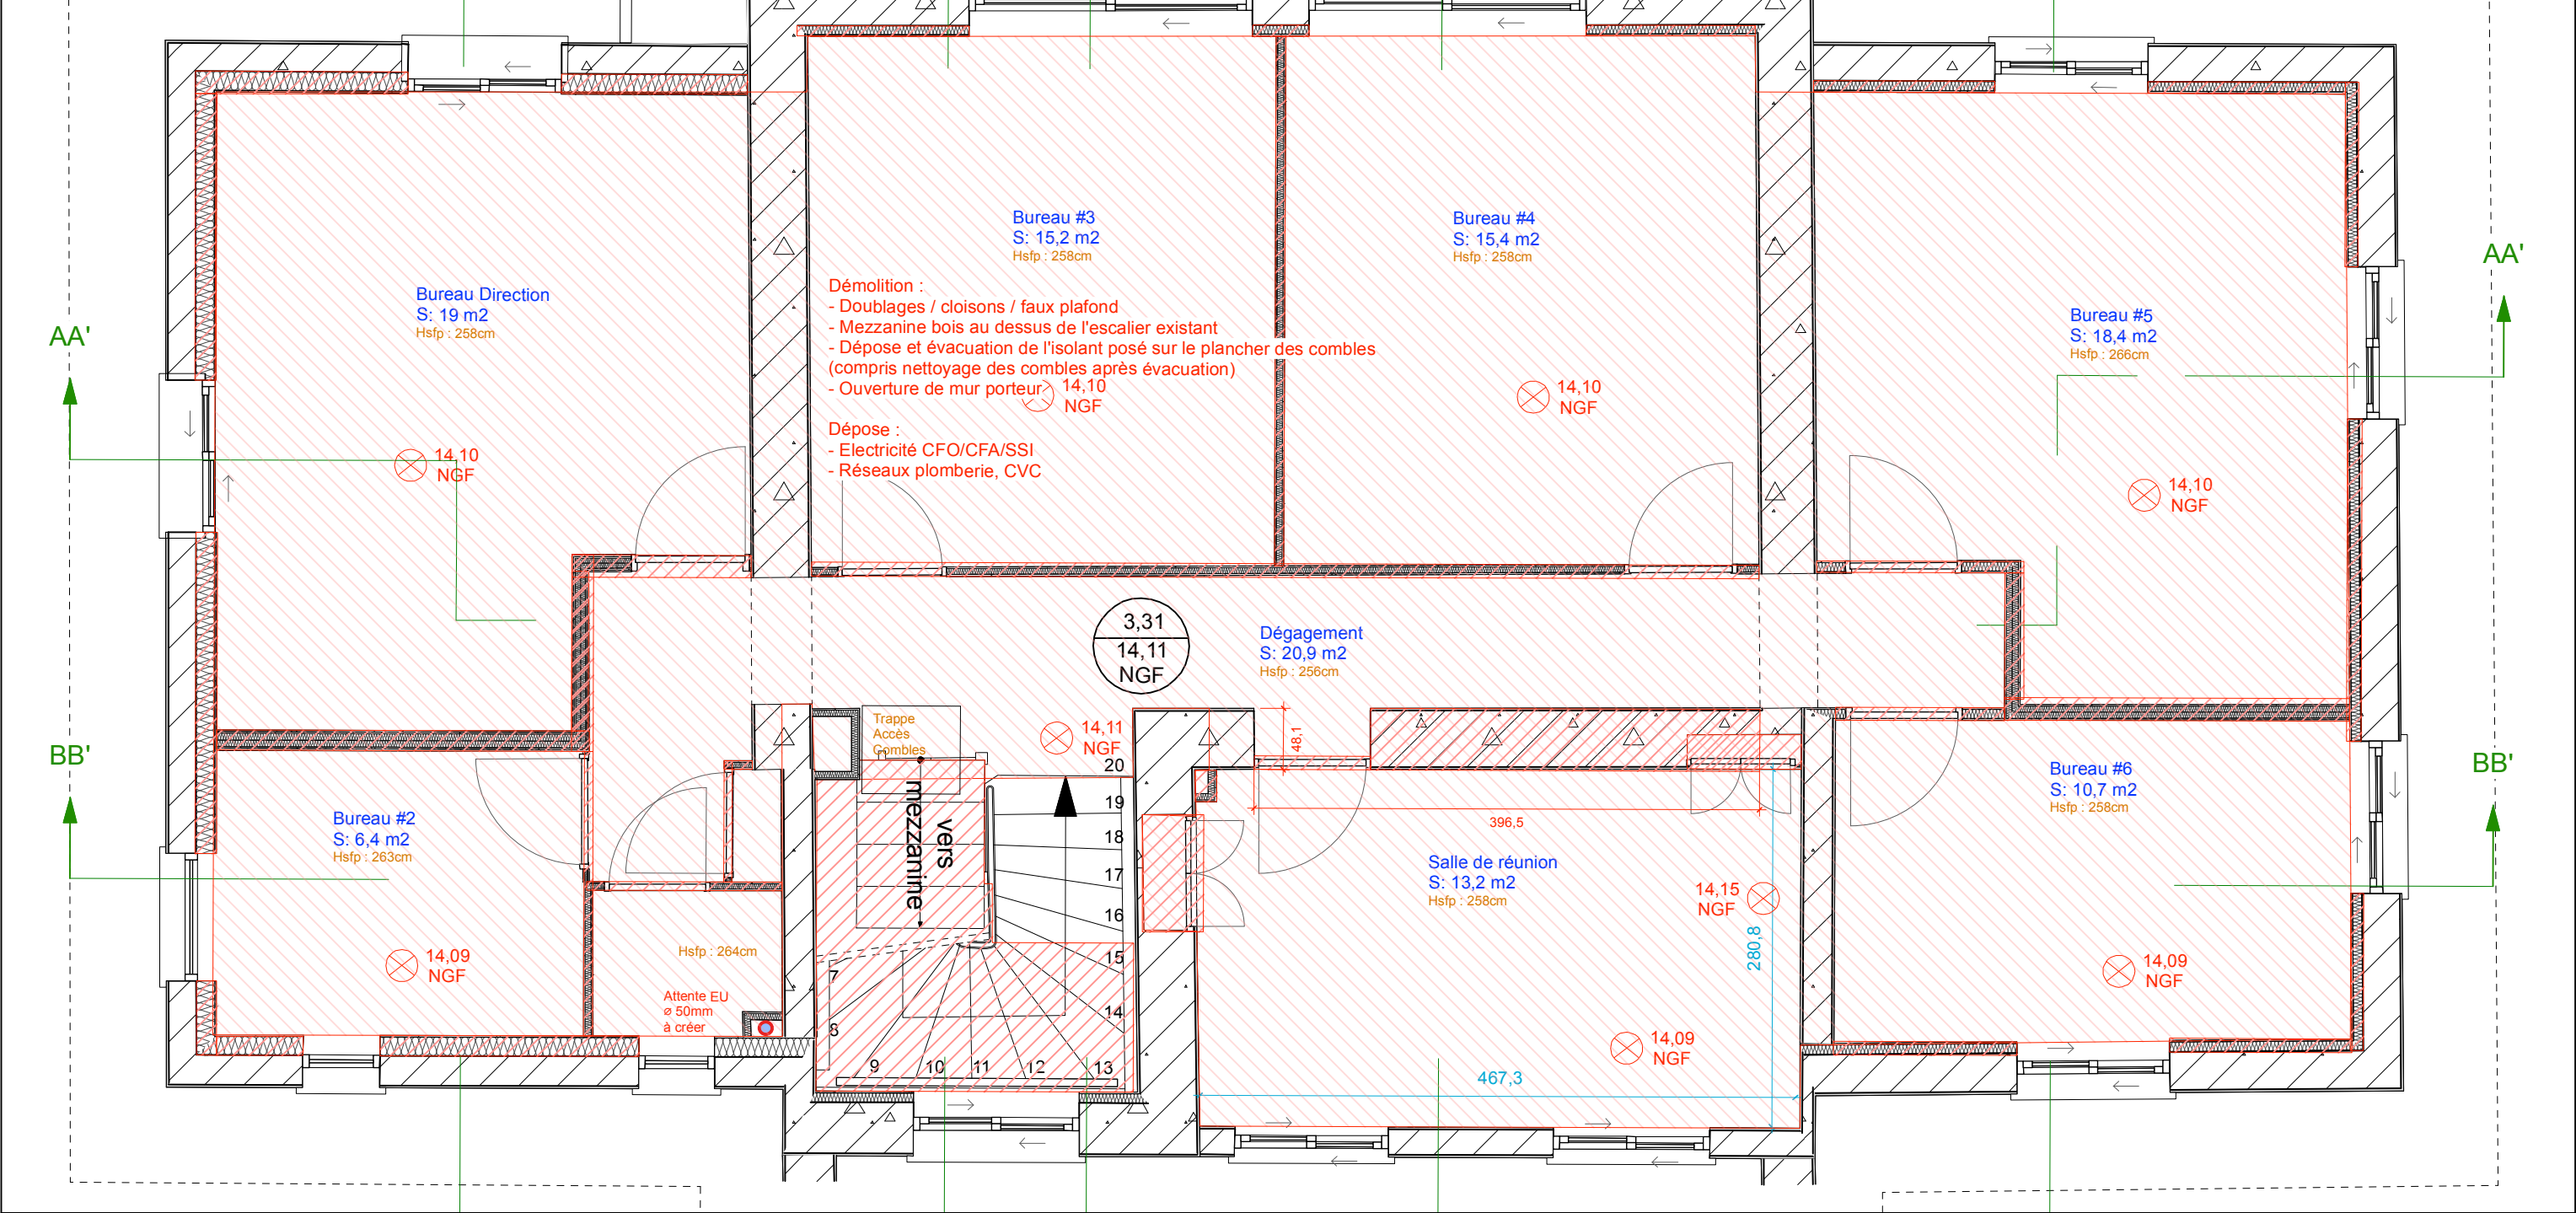 Bureau #3
S: 15,2 m2
Hsfp : 258cm
Bureau #4
S: 15,4 m2
Hsfp : 258cm
AA'
Démolition :
- Doublages / cloisons / faux plafond
- Mezzanine bois au dessus de l'escalier existant
- Dépose et évacuation de l'isolant posé sur le plancher des combles
(compris nettoyage des combles après évacuation)
- Ouverture de mur porteur
14,10
NGF
Dépose :
- Electricité CFO/CFA/SSI
- Réseaux plomberie, CVC
Bureau Direction
S: 19 m2
Hsfp : 258cm
AA'
Bureau #5
S: 18,4 m2
Hsfp : 266cm
14,10
NGF
14,10
NGF
14,10
NGF
3,31
14,11
NGF
Dégagement
S: 20,9 m2
Hsfp : 256cm
Trappe
Accès
Combles
14,11
NGF
48,1
BB'
BB'
20
19
18
17
16
15
14
13
12
11
10
9
8
7
vers
mezzanine
396,5
Bureau #6
S: 10,7 m2
Hsfp : 258cm
Bureau #2
S: 6,4 m2
Hsfp : 263cm
Salle de réunion
S: 13,2 m2
Hsfp : 258cm
14,15
NGF
280,8
14,09
NGF
Hsfp : 264cm
Attente EU
⌀ 50mm
à créer
14,09
NGF
14,09
NGF
467,3